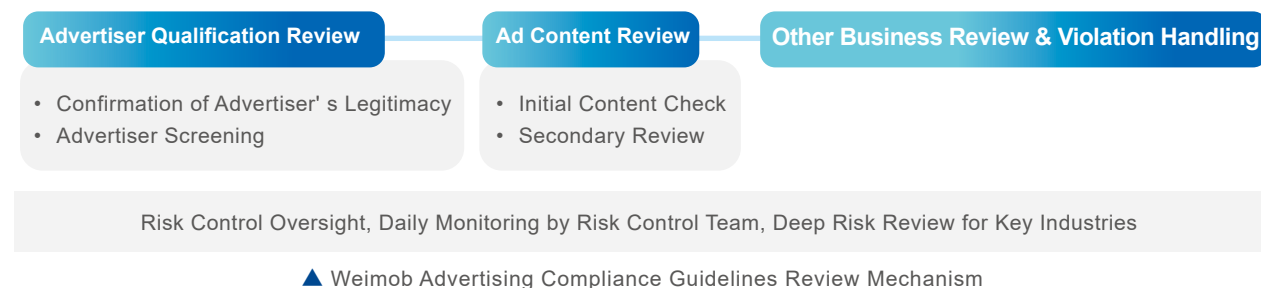 Advertiser Qualification Review
Ad Content Review
Other Business Review & Violation Handling
• Confirmation of Advertiser' s Legitimacy
• Advertiser Screening
• Initial Content Check
• Secondary Review
Risk Control Oversight, Daily Monitoring by Risk Control Team, Deep Risk Review for Key Industries
▲ Weimob Advertising Compliance Guidelines Review Mechanism